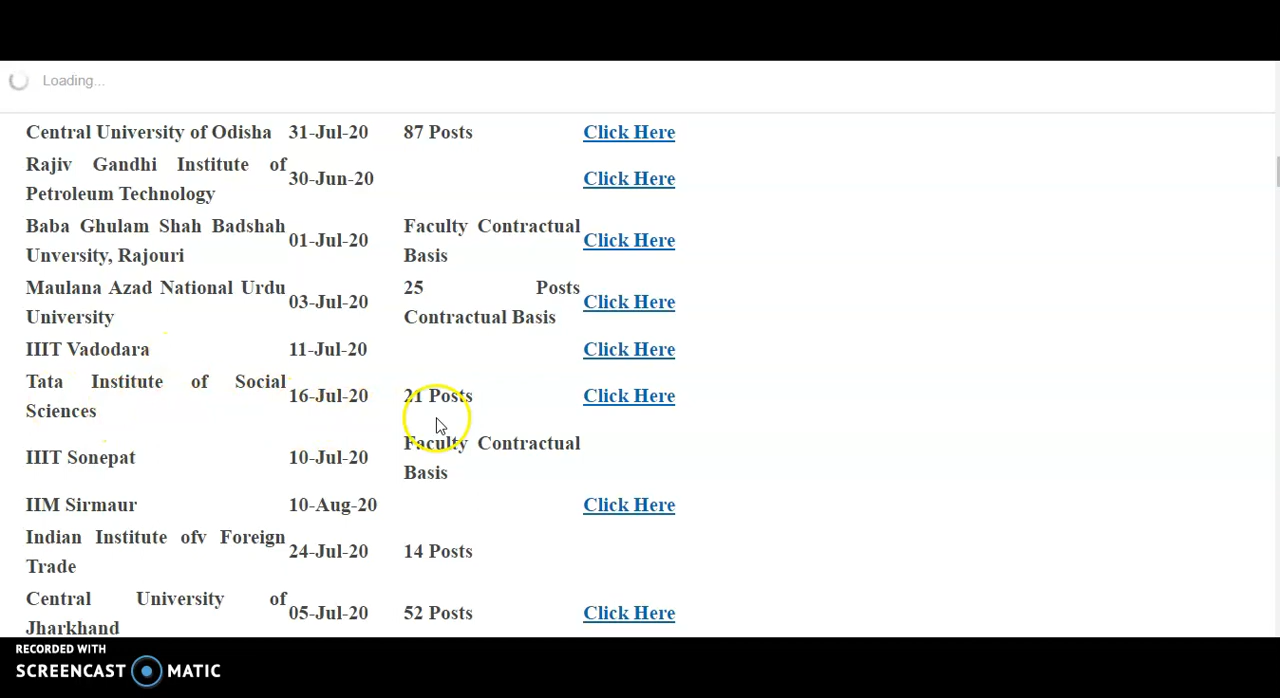 Loading...
Central University of Odisha 31-Jul-20 87 Posts Click Here
Rajiv Gandhi Institute of
Petroleum Technology
30-Jun-20 Click Here
Baba Ghulam Shah Badshah
Unversity, Rajouri
01-Jul-20
Faculty Contractual
Basis
Click Here
Maulana Azad National Urdu
University
03-Jul-20
25 Posts
Contractual Basis
Click Here
IIIT Vadodara 11-Jul-20 Click Here
Tata Institute of Social
Sciences
16-Jul-20 21 Posts Click Here
IIIT Sonepat 10-Jul-20
Faculty Contractual
Basis
IIM Sirmaur 10-Aug-20 Click Here
Indian Institute ofv Foreign
Trade
24-Jul-20 14 Posts
Central University of
Jharkhand
05-Jul-20 52 Posts Click Here
RECORDED WITH
SCREENCAST MATIC